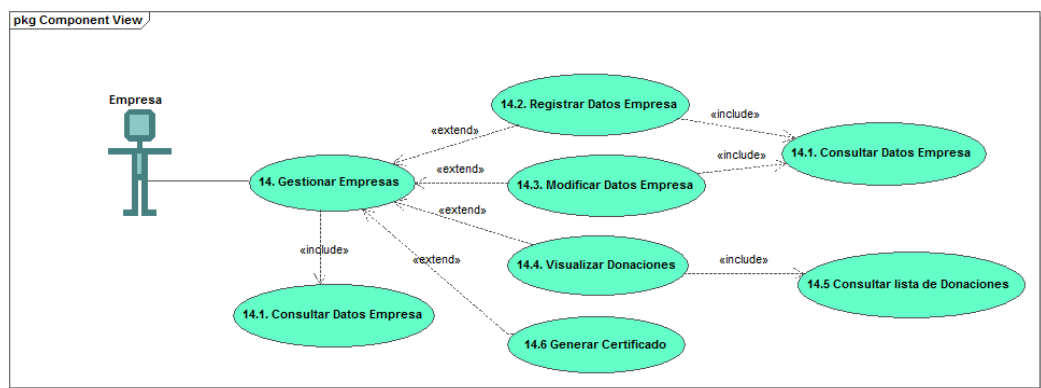 pkg Component View
Empresa
14.2. Registrar Datos Empresa
«extend»
«include»
14.1. Consultar Datos Empresa
«include»
14. Gestionar Empresas
«extend»
14.3. Modificar Datos Empresa
«extend»
«include»
«extend»
«include»
14.4. Visualizar Donaciones
14.5 Consultar lista de Donaciones
14.1. Consultar Datos Empresa
14.6 Generar Certificado